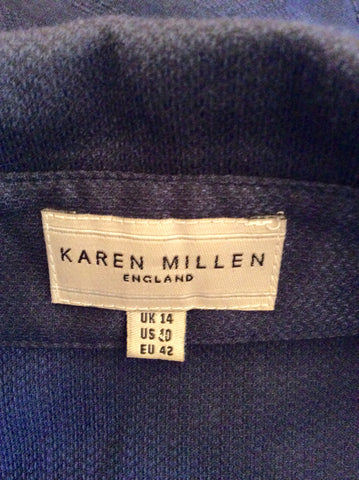 KAREN MILLEN
ENGLAND
UK 14
US 10
EU 42